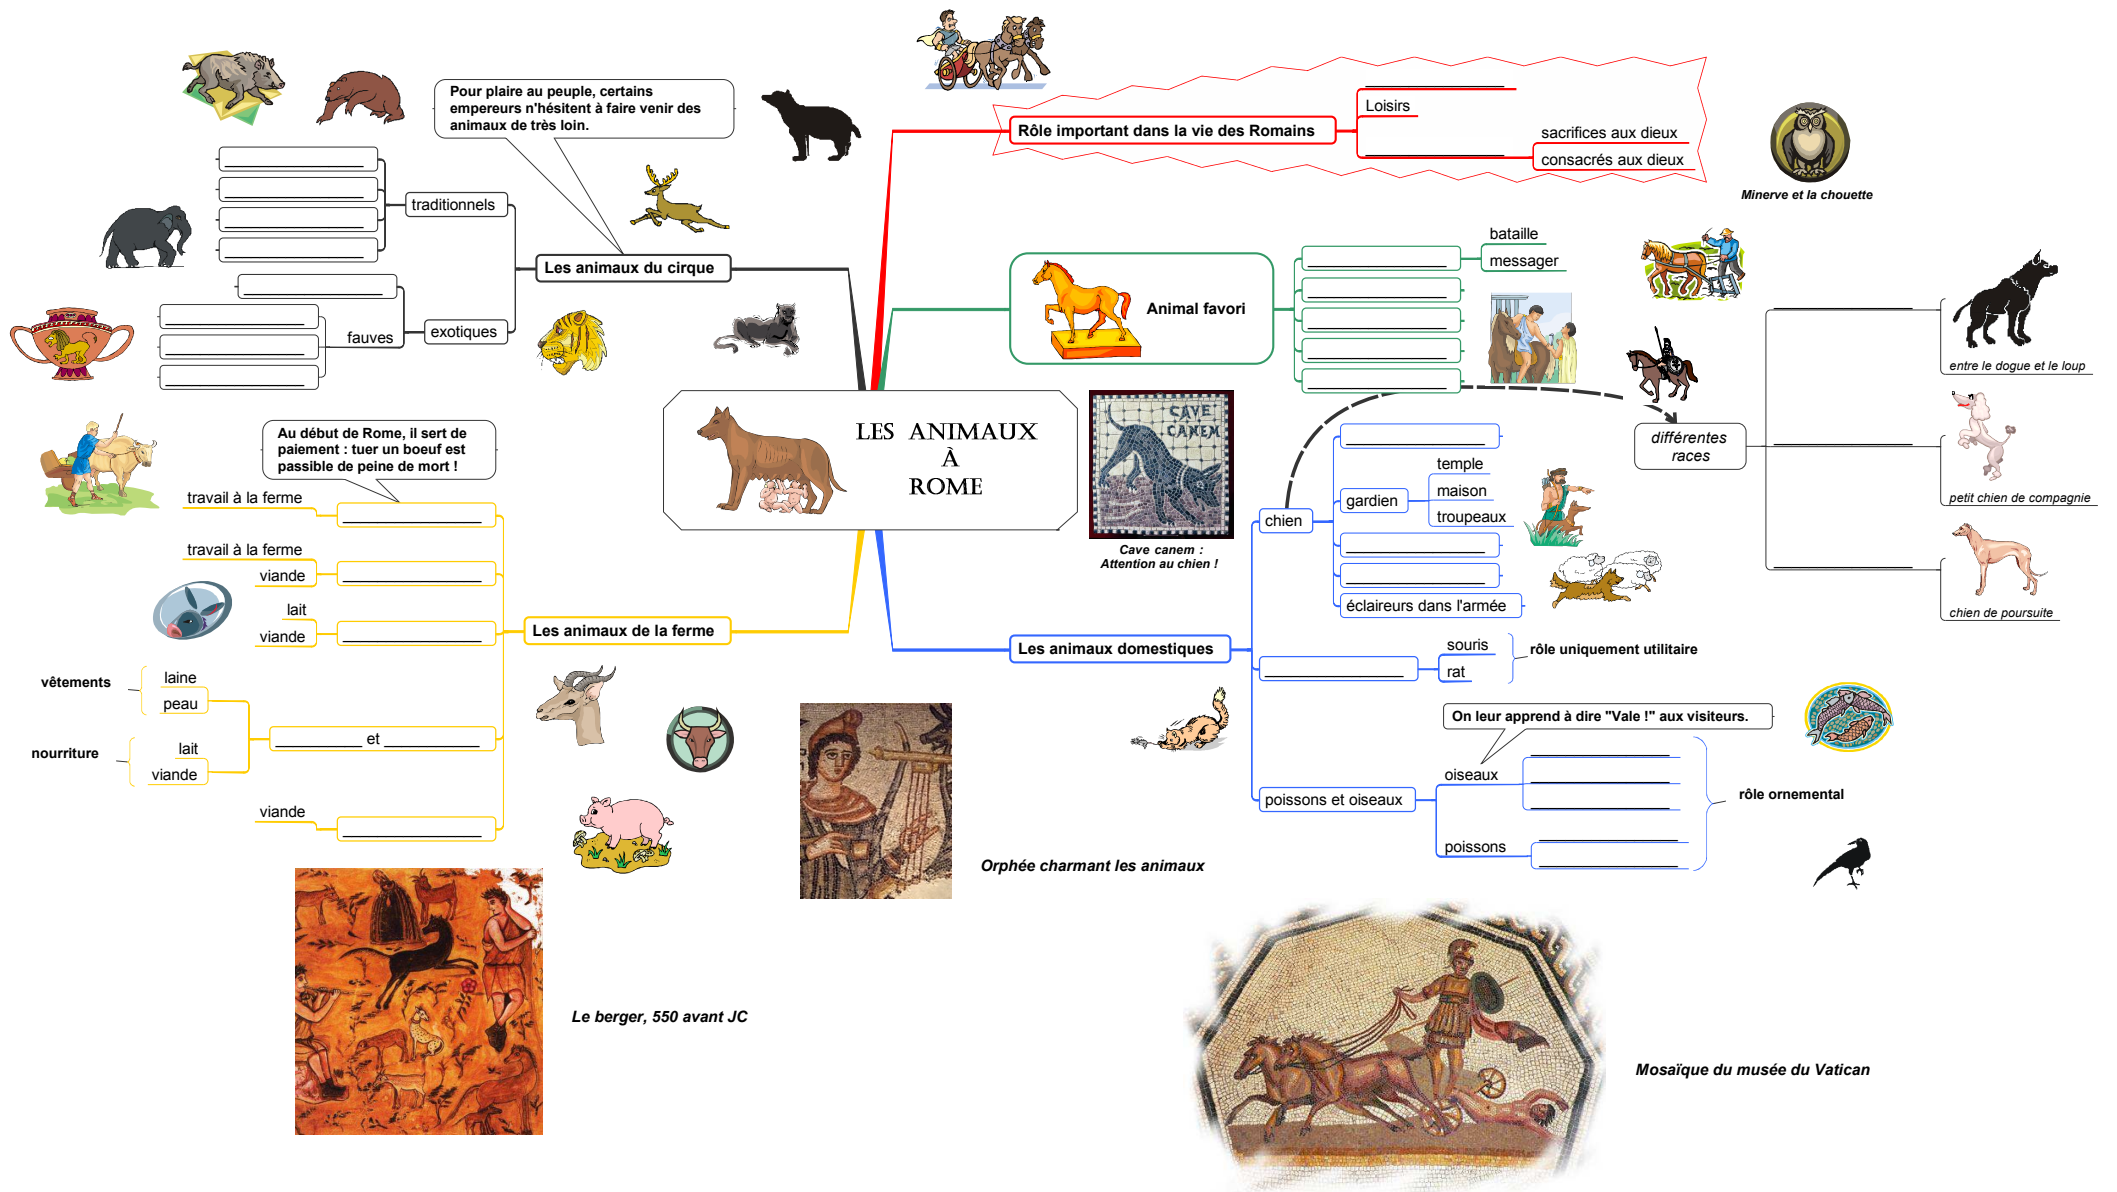 LES ANIMAUX
À
ROME
Rôle important dans la vie des Romains
Loisirs
sacrifices aux dieux
consacrés aux dieux
Minerve et la chouette
Animal favori
bataille
messager
différentes
races
entre le dogue et le loup
petit chien de compagnie
chien de poursuite
CAVE
CANEM
Cave canem :
Attention au chien !
Les animaux domestiques
chien
gardien
temple
maison
troupeaux
éclaireurs dans l'armée
souris
rat
rôle uniquement utilitaire
On leur apprend à dire "Vale !" aux visiteurs.
poissons et oiseaux
oiseaux
poissons
rôle ornemental
Les animaux de la ferme
Au début de Rome, il sert de
paiement : tuer un boeuf est
passible de peine de mort !
travail à la ferme
travail à la ferme
viande
lait
viande
et
laine
peau
vêtements
lait
viande
nourriture
viande
Les animaux du cirque
Pour plaire au peuple, certains
empereurs n'hésitent à faire venir des
animaux de très loin.
traditionnels
exotiques
fauves
Orphée charmant les animaux
Le berger, 550 avant JC
Mosaïque du musée du Vatican